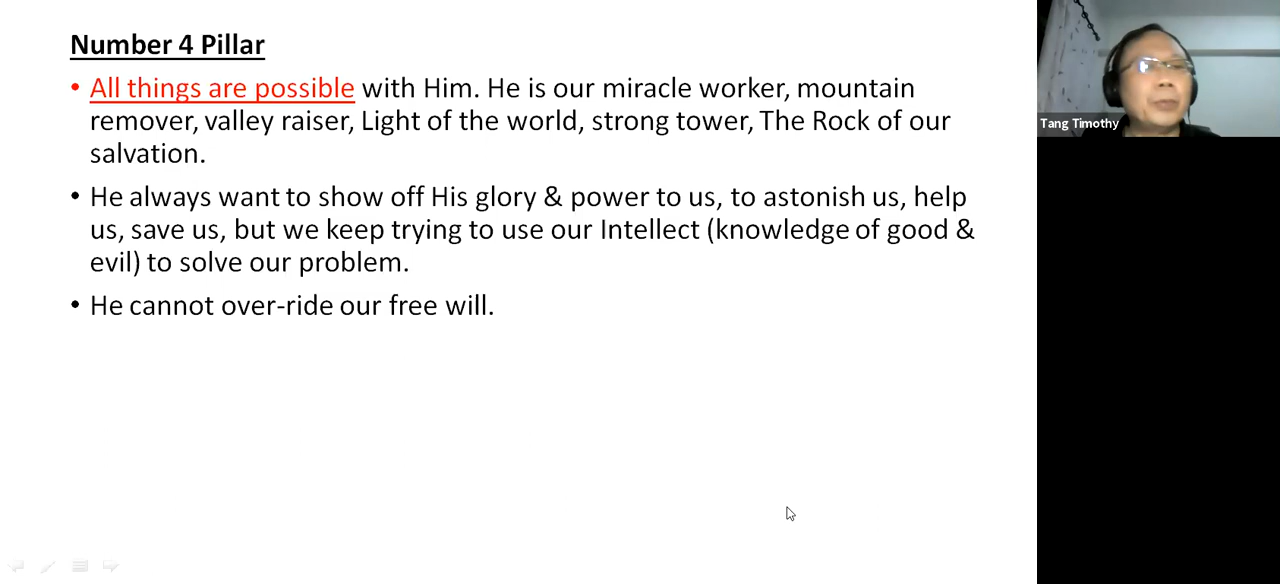 Number 4 Pillar
• All things are possible with Him. He is our miracle worker, mountain
remover, valley raiser, Light of the world, strong tower, The Rock of our
salvation.
• He always want to show off His glory & power to us, to astonish us, help
us, save us, but we keep trying to use our Intellect (knowledge of good &
evil) to solve our problem.
• He cannot over-ride our free will.
Tang Timothy